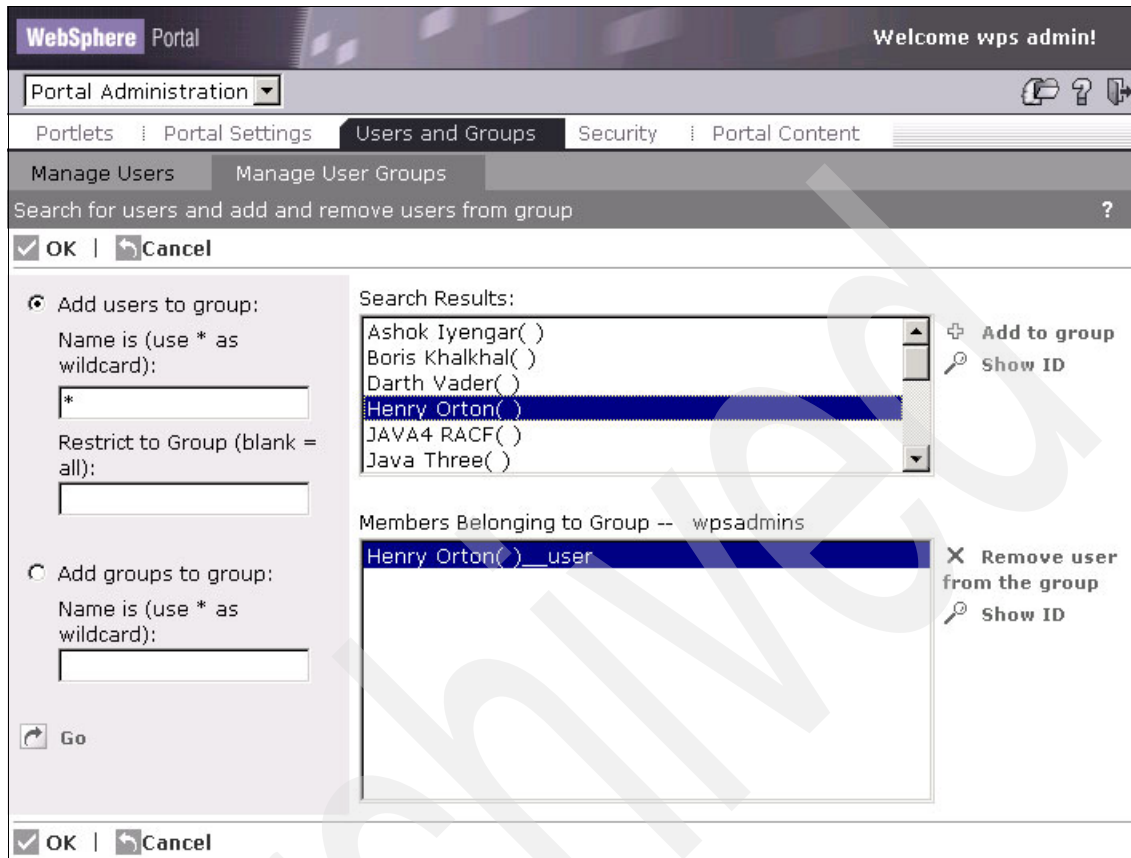 WebSphere Portal
Welcome wps admin!
Portal Administration
?
Portlets Portal Settings Users and Groups Security Portal Content
Manage Users Manage User Groups
Search for users and add and remove users from group ?
OK | Cancel
Add users to group:
Name is (use * as
wildcard):
*
Restrict to Group (blank =
all):
Add groups to group:
Name is (use * as
wildcard):
Go
Search Results:
Ashok Iyengar( )
Boris Khalkhal( )
Darth Vader( )
Henry Orton( )
JAVA4 RACF( )
Java Three( )
Add to group
Show ID
Members Belonging to Group -- wpsadmins
Henry Orton( )__user
Remove user
from the group
Show ID
OK | Cancel